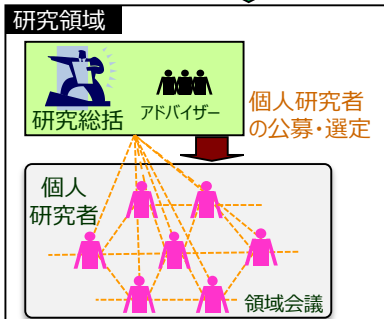 研究領域
研究総括
アドバイザー
個人研究者
の公募・選定
個人
研究者
領域会議